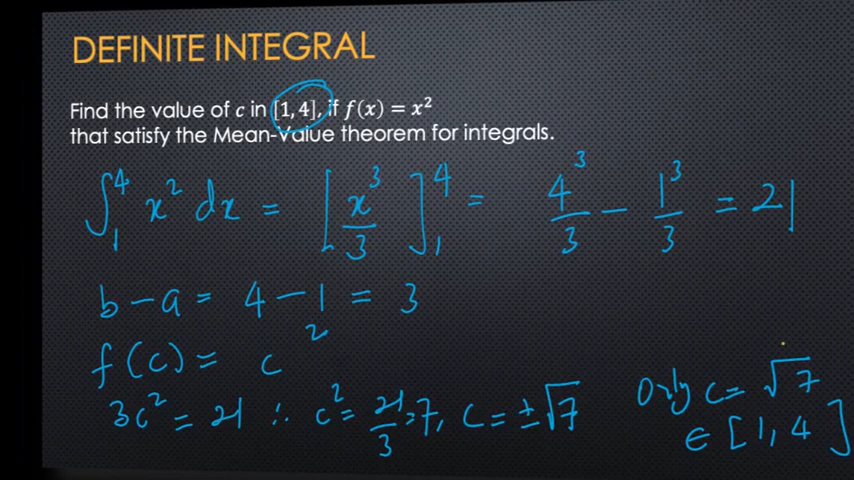 DEFINITE INTEGRAL
Find the value of c in [1, 4], if f(x) = x²
that satisfy the Mean-Value theorem for integrals.
∫₁⁴ x² dx = [x³/3]₁⁴ = 4³/3 − 1³/3 = 21
b − a = 4 − 1 = 3
f(c) = c²
3c² = 21 ∴ c² = 21/3 = 7, c = ±√7
Only c = √7
∈ [1, 4]